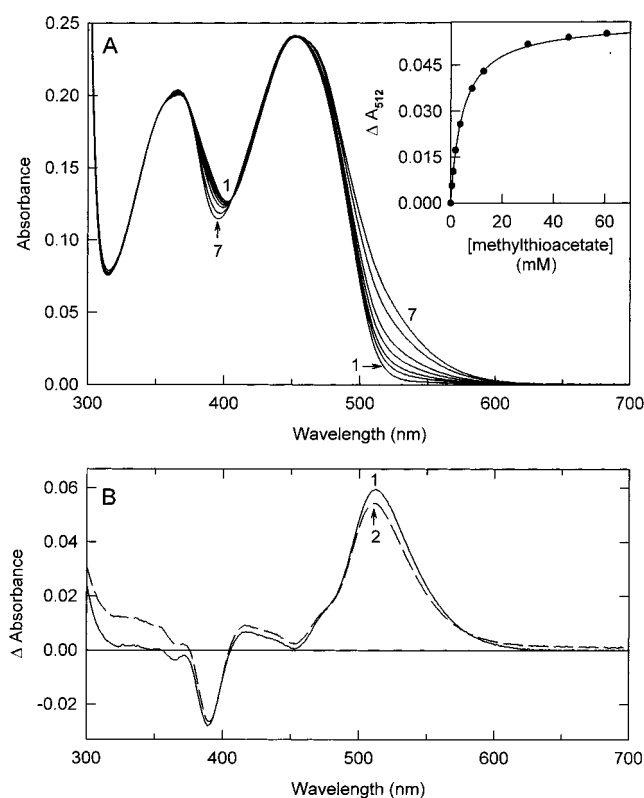 A
0.25
0.20
0.15
0.10
0.05
0.00
Absorbance
300 400 500 600 700
Wavelength (nm)
1
7
7
1
Δ A512
0.045
0.030
0.015
0.000
0 20 40 60
[methylthioacetate]
(mM)
B
0.06
0.04
0.02
0.00
-0.02
Δ Absorbance
1
2
300 400 500 600 700
Wavelength (nm)